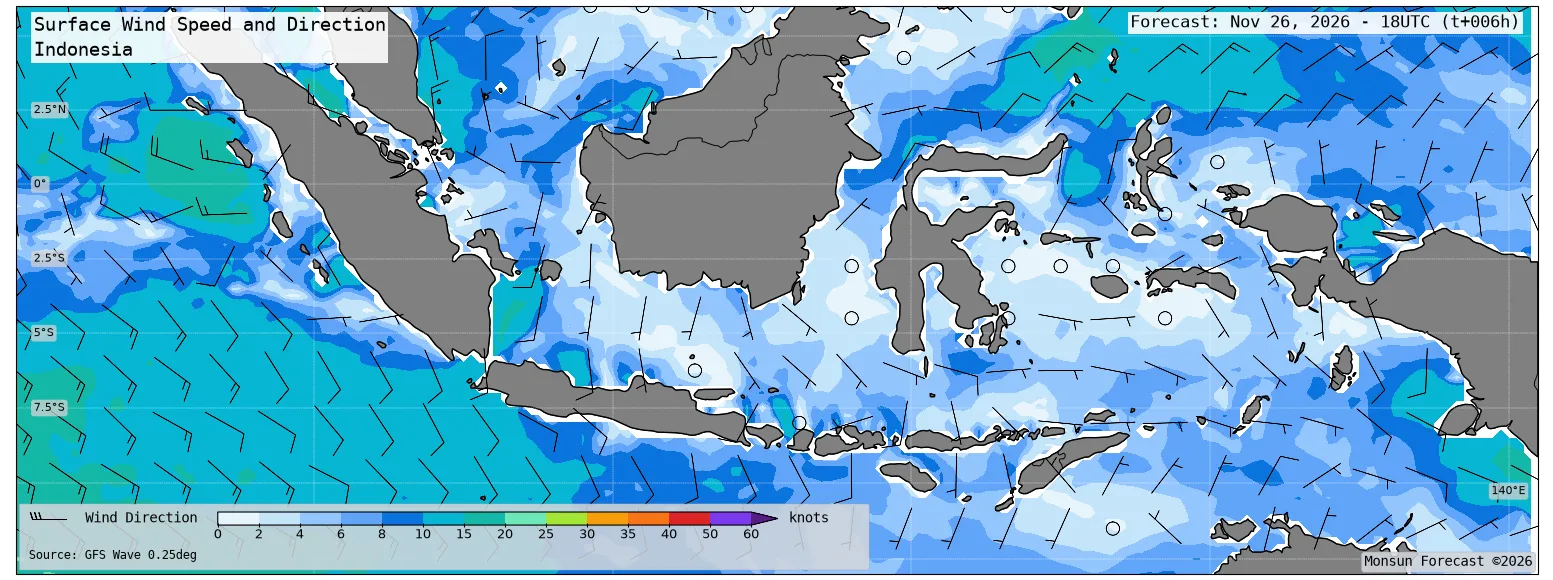 Surface Wind Speed and Direction
Indonesia
Forecast: Nov 26, 2026 - 18UTC (t+006h)
2.5°N
0°
2.5°S
5°S
7.5°S
140°E
Wind Direction
0 2 4 6 8 10 15 20 25 30 35 40 50 60
knots
Source: GFS Wave 0.25deg
Monsun Forecast ©2026